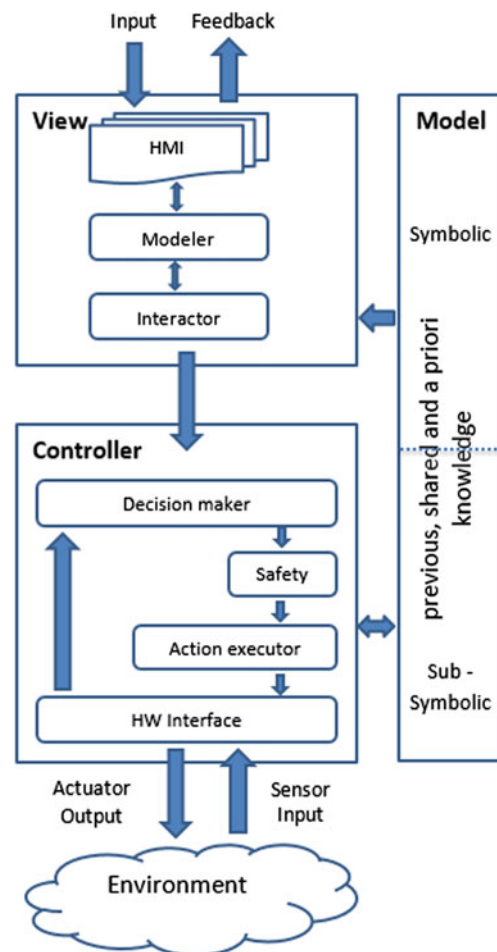 Input
Feedback
View
HMI
Modeler
Interactor
Model
Symbolic
previous, shared and a priori
knowledge
Sub -
Symbolic
Controller
Decision maker
Safety
Action executor
HW Interface
Actuator
Output
Sensor
Input
Environment